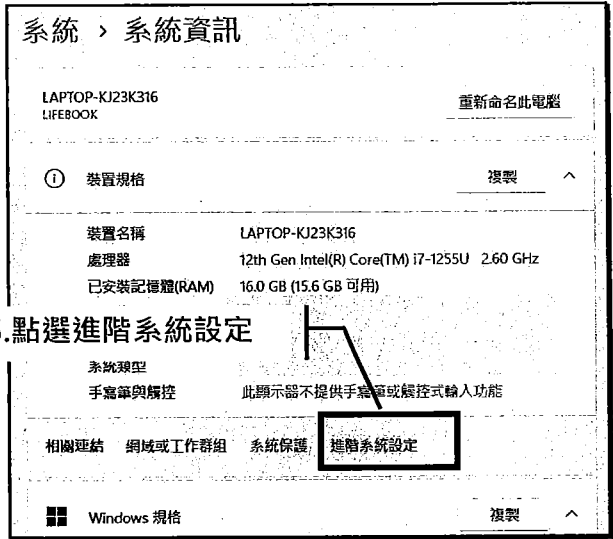 系統 › 系統資訊
LAPTOP-KJ23K316
LIFEBOOK
重新命名此電腦
裝置規格
複製
裝置名稱 LAPTOP-KJ23K316
處理器 12th Gen Intel(R) Core(TM) i7-1255U 2.60 GHz
已安裝記憶體(RAM) 16.0 GB (15.6 GB 可用)
.點選進階系統設定
系統類型
手寫筆與觸控 此顯示器不提供手寫筆或觸控式輸入功能
相關連結 網域或工作群組 系統保護 進階系統設定
Windows 規格
複製